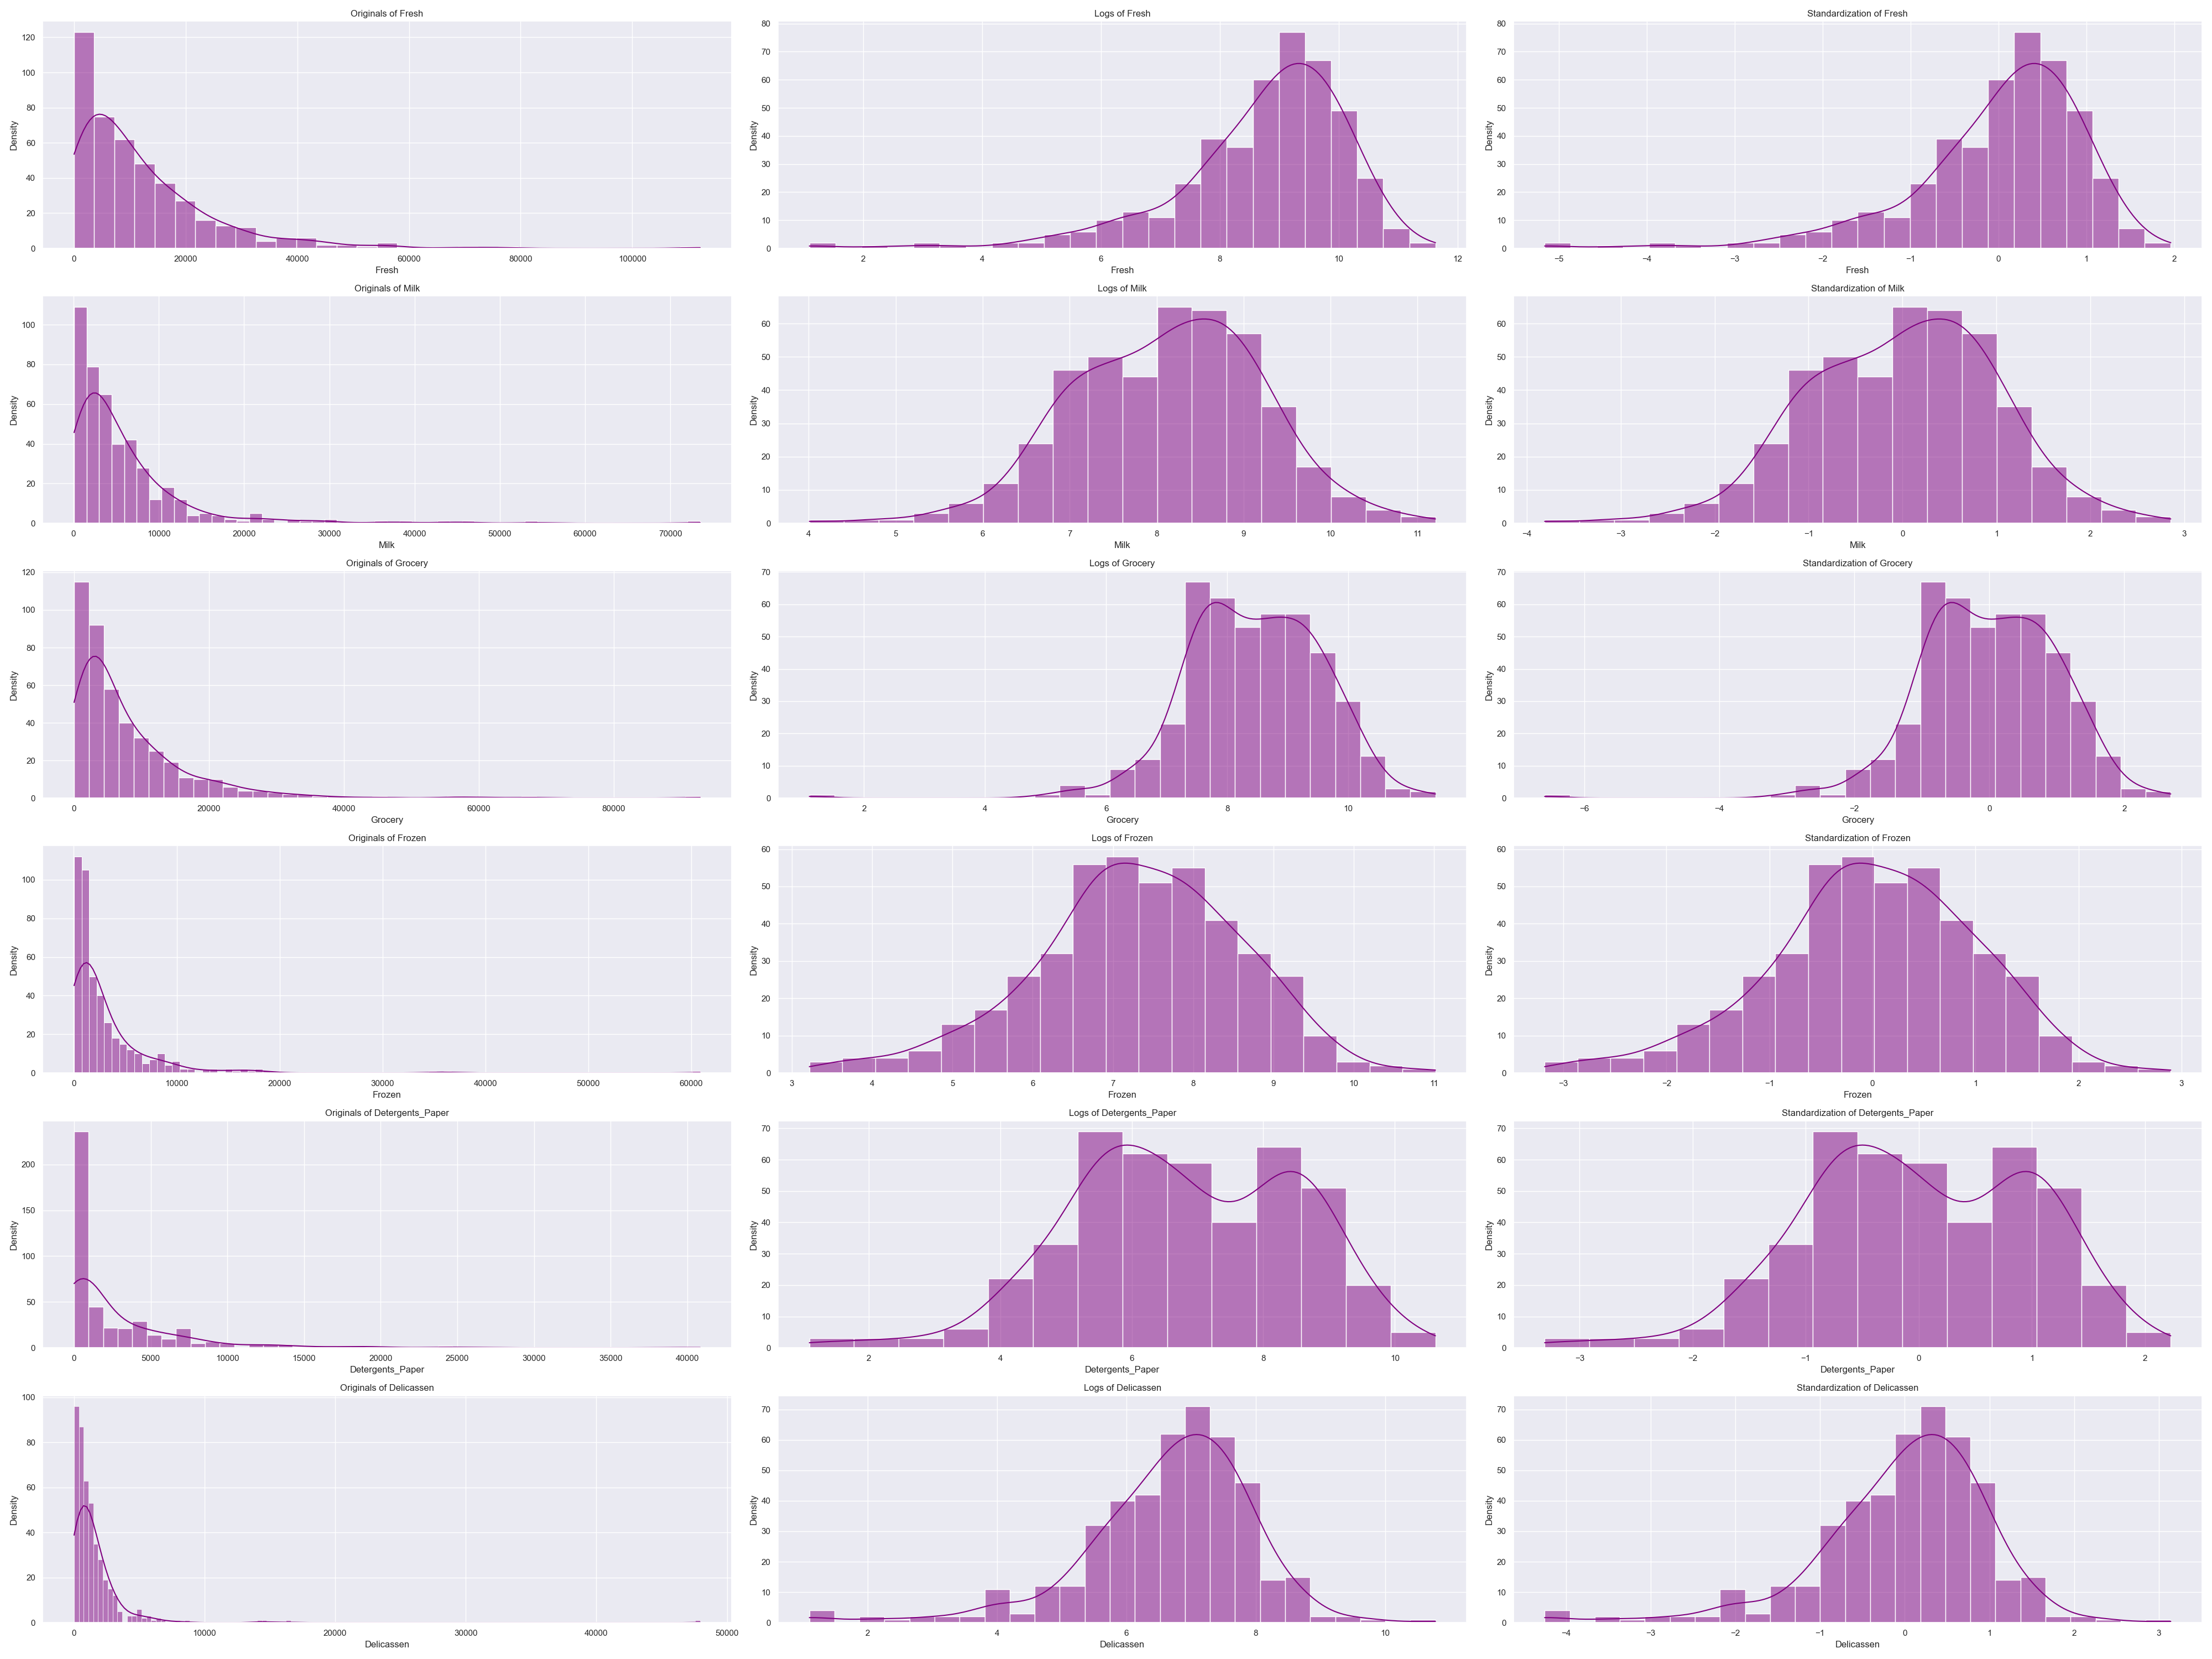 Originals of Fresh
Density
120
100
80
60
40
20
0
0 20000 40000 60000 80000 100000
Fresh
Logs of Fresh
Density
80
70
60
50
40
30
20
10
0
2 4 6 8 10 12
Fresh
Standardization of Fresh
Density
80
70
60
50
40
30
20
10
0
−5 −4 −3 −2 −1 0 1 2
Fresh
Originals of Milk
Density
100
80
60
40
20
0
0 10000 20000 30000 40000 50000 60000 70000
Milk
Logs of Milk
Density
60
50
40
30
20
10
0
4 5 6 7 8 9 10 11
Milk
Standardization of Milk
Density
60
50
40
30
20
10
0
−4 −3 −2 −1 0 1 2 3
Milk
Originals of Grocery
Density
120
100
80
60
40
20
0
0 20000 40000 60000 80000
Grocery
Logs of Grocery
Density
70
60
50
40
30
20
10
0
2 4 6 8 10
Grocery
Standardization of Grocery
Density
70
60
50
40
30
20
10
0
−6 −4 −2 0 2
Grocery
Originals of Frozen
Density
100
80
60
40
20
0
0 10000 20000 30000 40000 50000 60000
Frozen
Logs of Frozen
Density
60
50
40
30
20
10
0
3 4 5 6 7 8 9 10 11
Frozen
Standardization of Frozen
Density
60
50
40
30
20
10
0
−3 −2 −1 0 1 2 3
Frozen
Originals of Detergents_Paper
Density
200
150
100
50
0
0 5000 10000 15000 20000 25000 30000 35000 40000
Detergents_Paper
Logs of Detergents_Paper
Density
70
60
50
40
30
20
10
0
2 4 6 8 10
Detergents_Paper
Standardization of Detergents_Paper
Density
70
60
50
40
30
20
10
0
−3 −2 −1 0 1 2
Detergents_Paper
Originals of Delicassen
Density
100
80
60
40
20
0
0 10000 20000 30000 40000 50000
Delicassen
Logs of Delicassen
Density
70
60
50
40
30
20
10
0
2 4 6 8 10
Delicassen
Standardization of Delicassen
Density
70
60
50
40
30
20
10
0
−4 −3 −2 −1 0 1 2 3
Delicassen